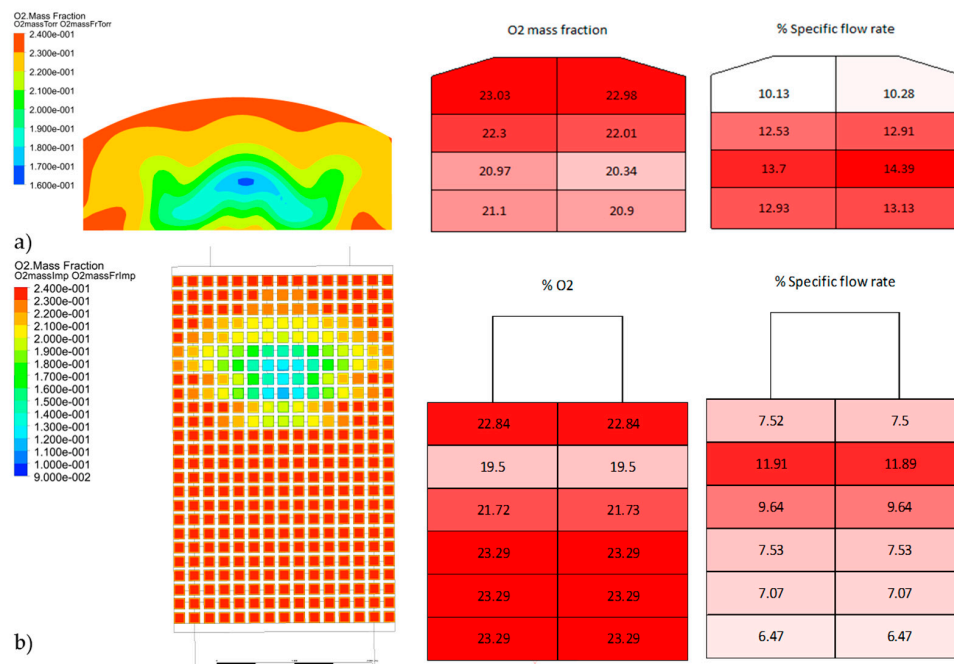 O2.Mass Fraction
O2massTorr O2massFrTorr
2.400e-001
2.300e-001
2.200e-001
2.100e-001
2.000e-001
1.900e-001
1.800e-001
1.700e-001
1.600e-001
a)
O2 mass fraction
23.03 22.98
22.3 22.01
20.97 20.34
21.1 20.9
% Specific flow rate
10.13 10.28
12.53 12.91
13.7 14.39
12.93 13.13
O2.Mass Fraction
O2massImp O2massFrImp
2.400e-001
2.300e-001
2.200e-001
2.100e-001
2.000e-001
1.900e-001
1.800e-001
1.700e-001
1.600e-001
1.500e-001
1.400e-001
1.300e-001
1.200e-001
1.100e-001
1.000e-001
9.000e-002
b)
% O2
22.84 22.84
19.5 19.5
21.72 21.73
23.29 23.29
23.29 23.29
23.29 23.29
% Specific flow rate
7.52 7.5
11.91 11.89
9.64 9.64
7.53 7.53
7.07 7.07
6.47 6.47